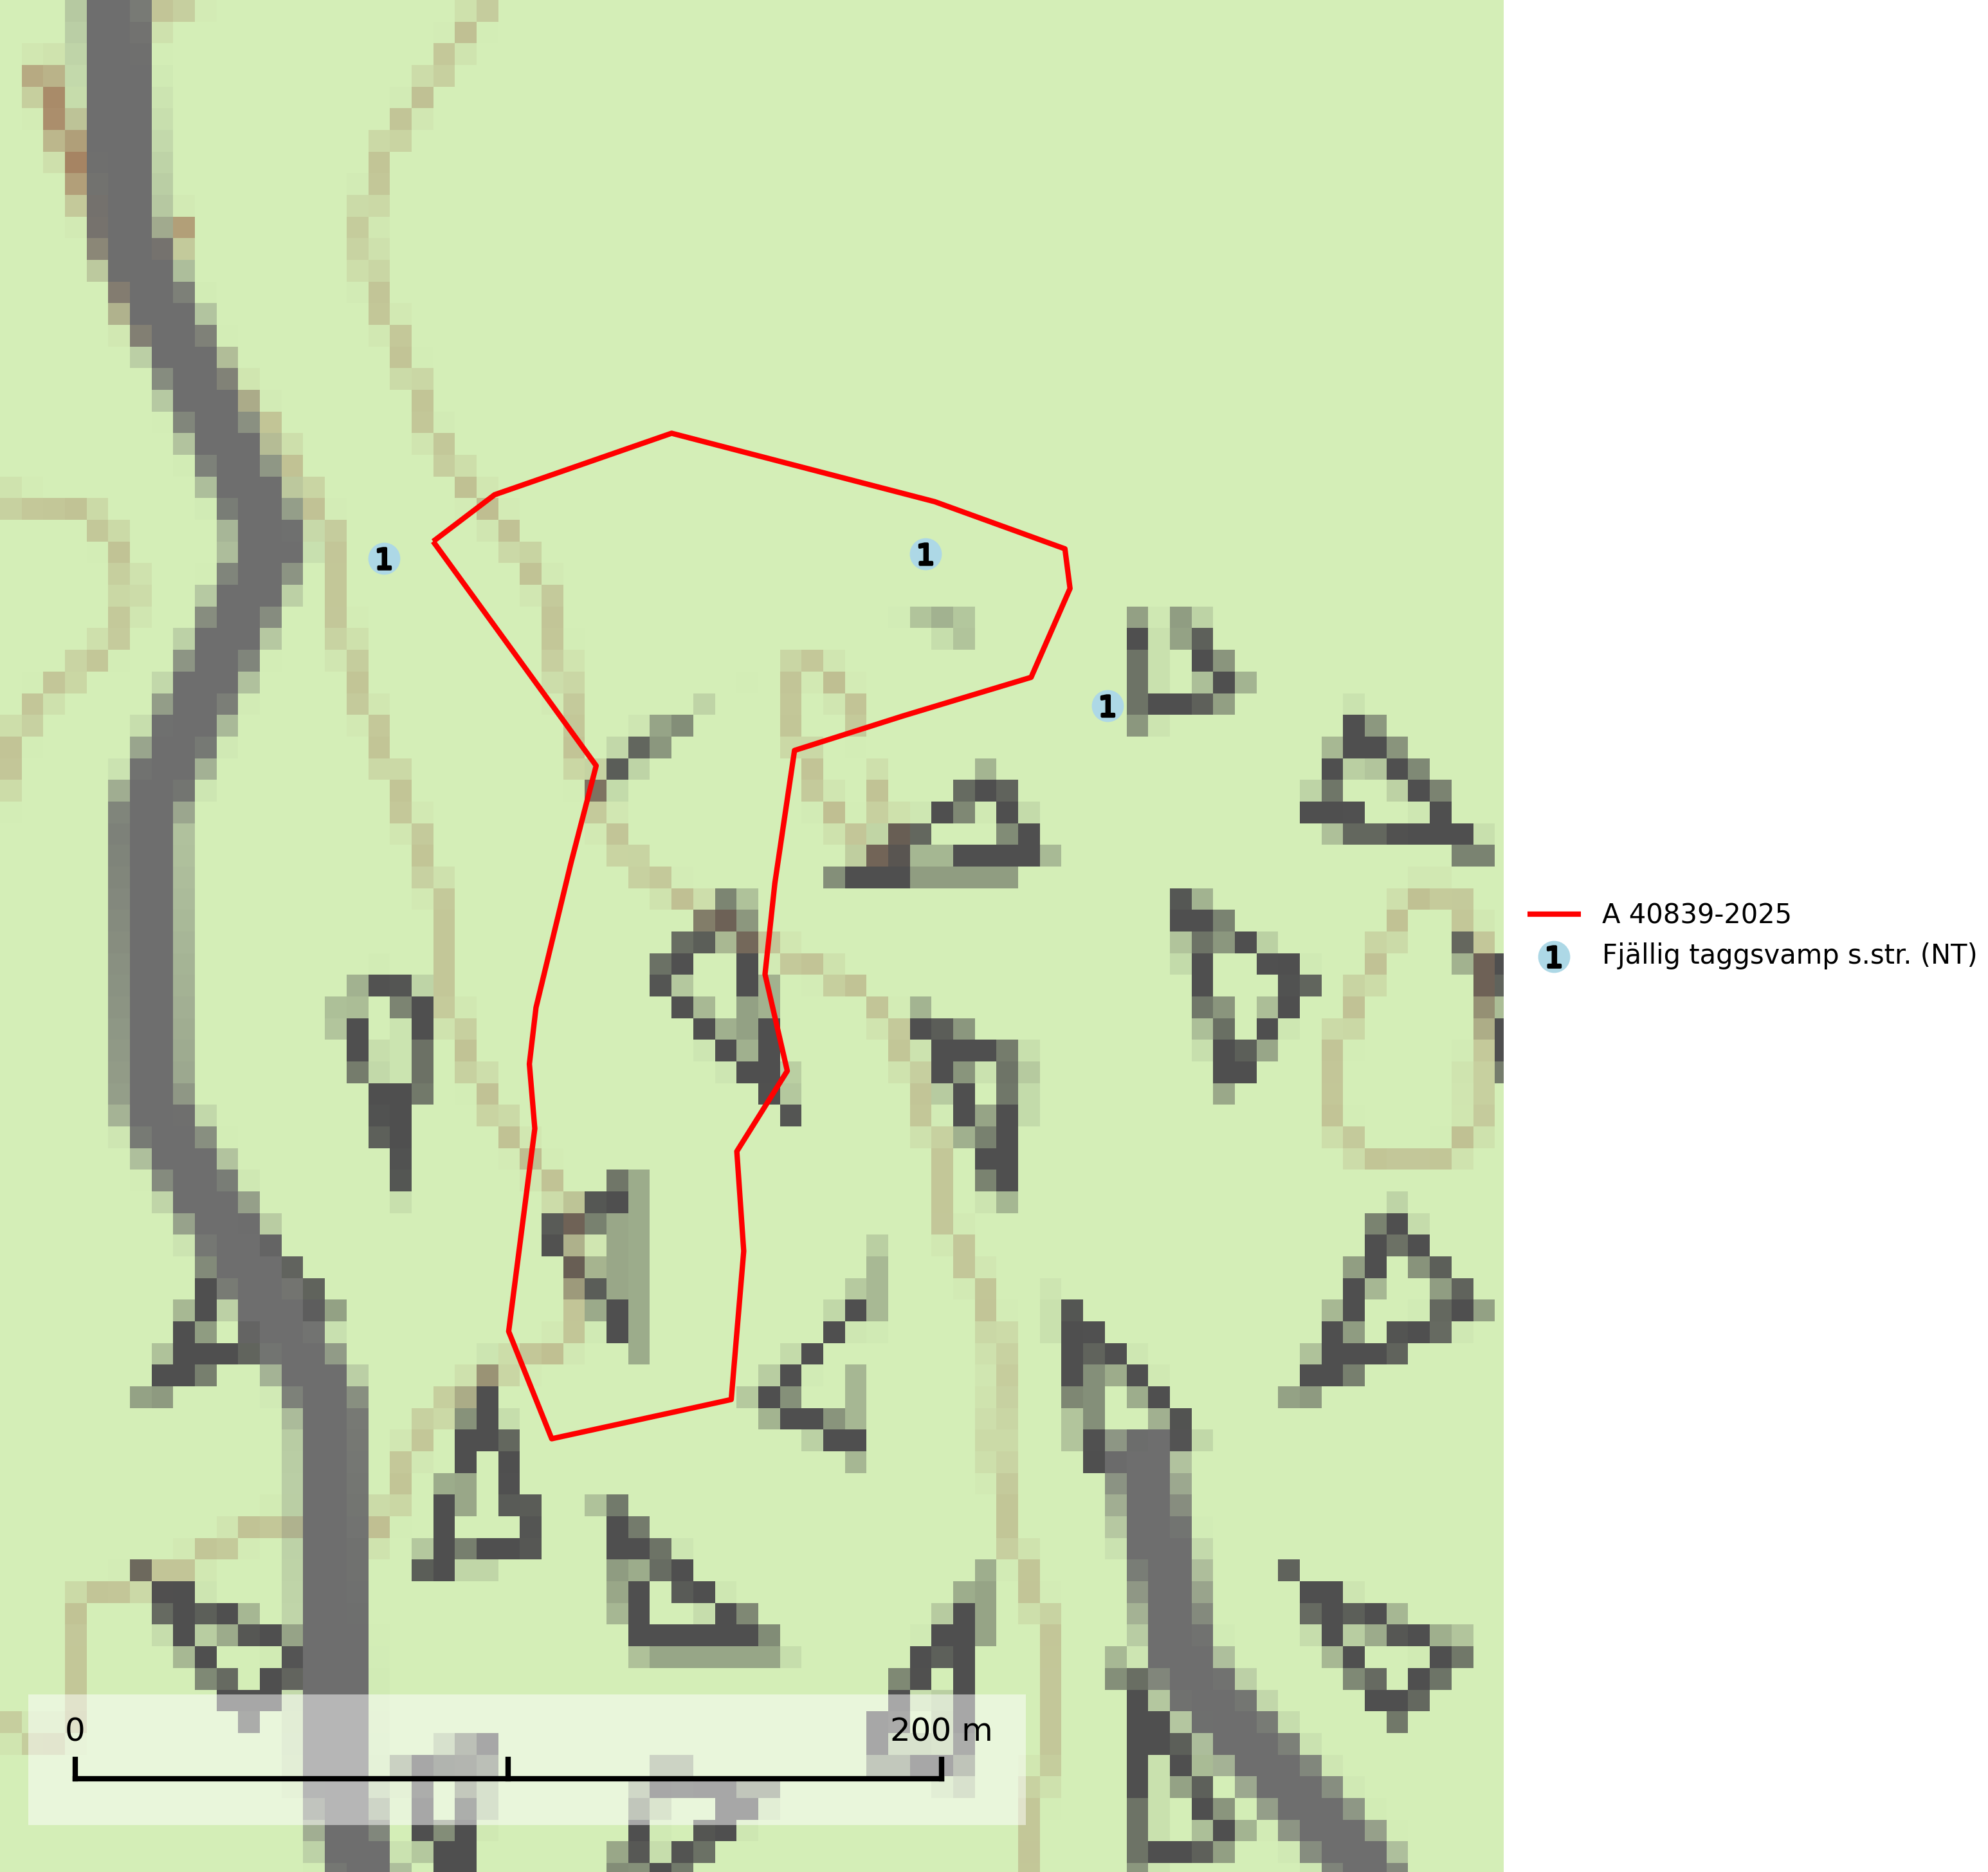 1
1
1
A 40839-2025
1 Fjällig taggsvamp s.str. (NT)
0 200 m